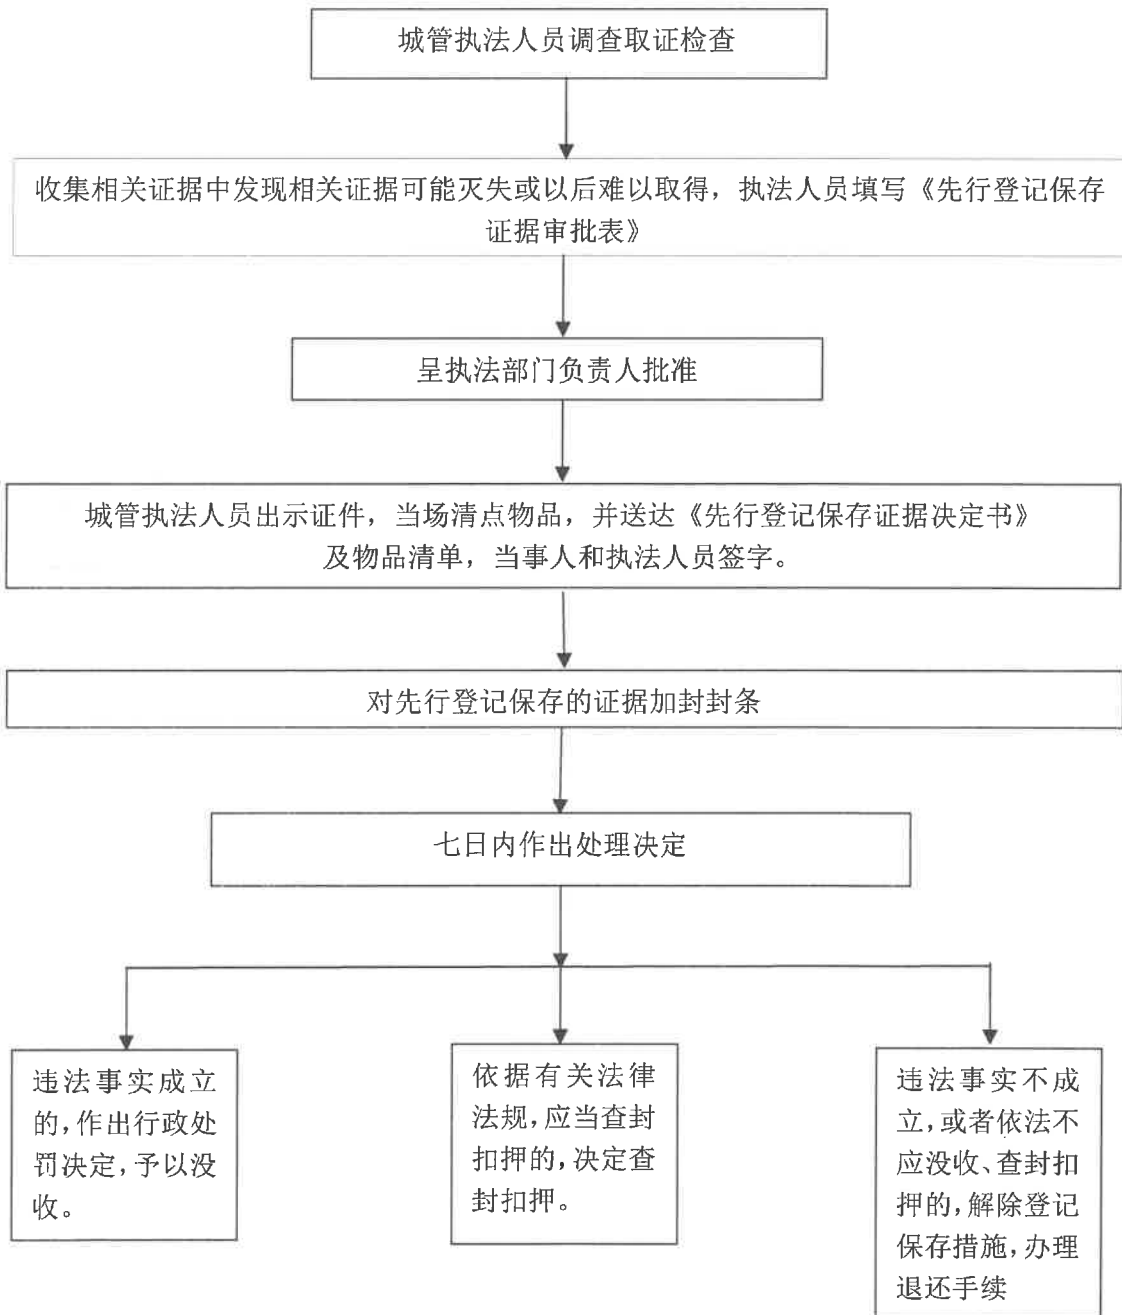 城管执法人员调查取证检查
收集相关证据中发现相关证据可能灭失或以后难以取得，执法人员填写《先行登记保存
证据审批表》
呈执法部门负责人批准
城管执法人员出示证件，当场清点物品，并送达《先行登记保存证据决定书》
及物品清单，当事人和执法人员签字。
对先行登记保存的证据加封封条
七日内作出处理决定
违法事实成立
的，作出行政处
罚决定，予以没
收。
依据有关法律
法规，应当查封
扣押的，决定查
封扣押。
违法事实不成
立，或者依法不
应没收、查封扣
押的，解除登记
保存措施，办理
退还手续